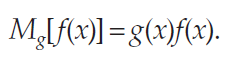 M_g[f(x)] = g(x)f(x).